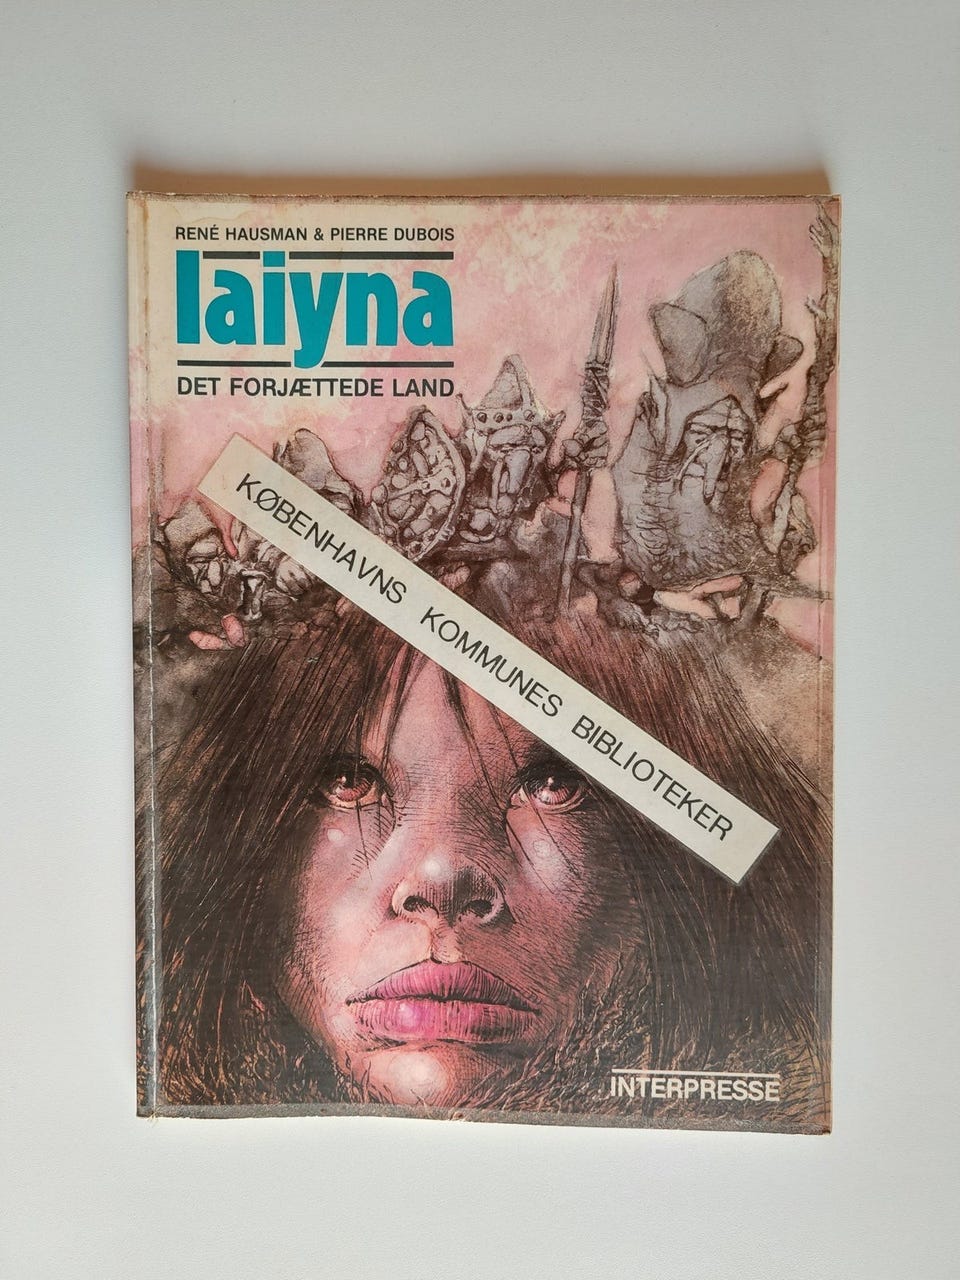 RENÉ HAUSMAN & PIERRE DUBOIS
laiyna
DET FORJÆTTEDE LAND
KØBENHAVNS KOMMUNES BIBLIOTEKER
INTERPRESSE